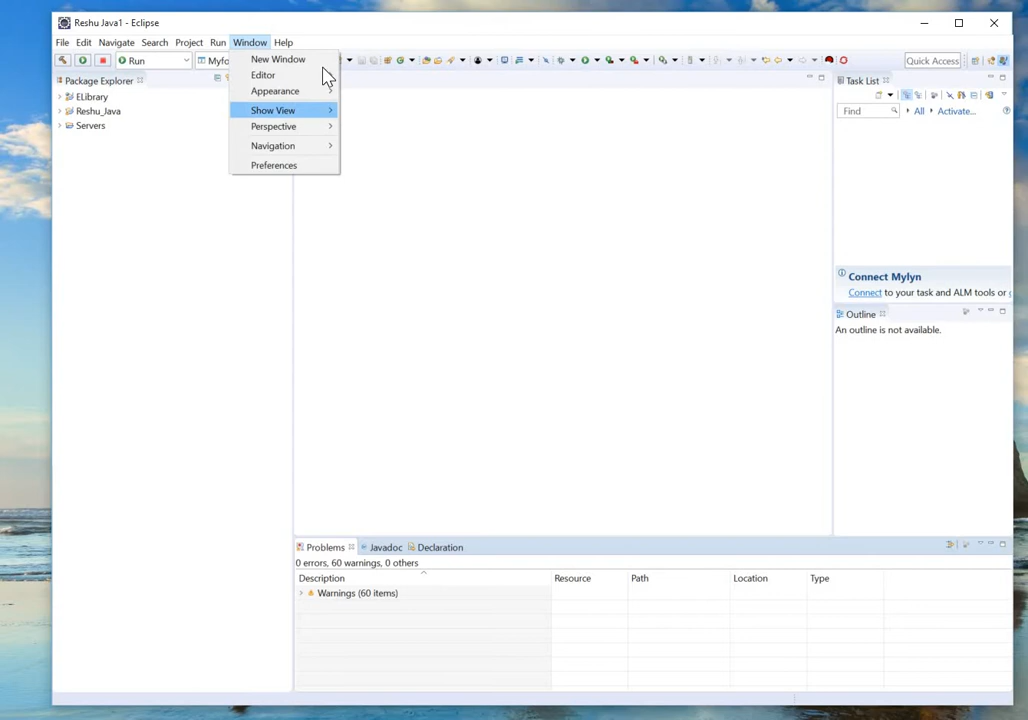 Reshu Java1 - Eclipse
File Edit Navigate Search Project Run Window Help
Run
Quick Access
New Window
Editor
Appearance
Show View
Perspective
Navigation
Preferences
Package Explorer
ELibrary
Reshu_Java
Servers
Task List
Find
All
Activate...
Connect Mylyn
Connect to your task and ALM tools or
Outline
An outline is not available.
Problems Javadoc Declaration
0 errors, 60 warnings, 0 others
Description Resource Path Location Type
Warnings (60 items)